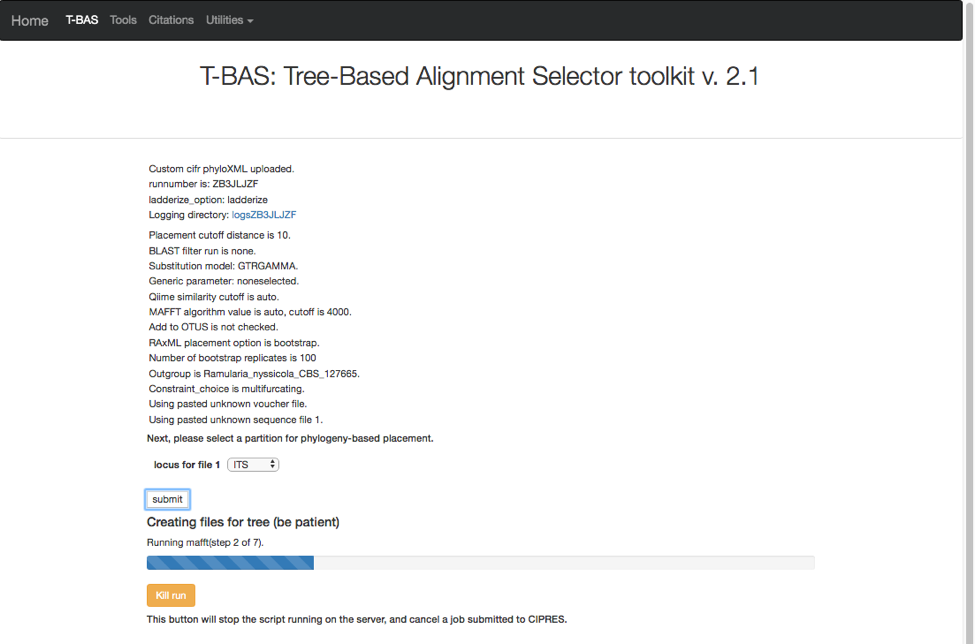 Home T-BAS Tools Citations Utilities
T-BAS: Tree-Based Alignment Selector toolkit v. 2.1
Custom cifr phyloXML uploaded.
runnumber is: ZB3JLJZF
ladderize_option: ladderize
Logging directory: logsZB3JLJZF
Placement cutoff distance is 10.
BLAST filter run is none.
Substitution model: GTRGAMMA.
Generic parameter: noneselected.
Qiime similarity cutoff is auto.
MAFFT algorithm value is auto, cutoff is 4000.
Add to OTUS is not checked.
RAxML placement option is bootstrap.
Number of bootstrap replicates is 100
Outgroup is Ramularia_nyssicola_CBS_127665.
Constraint_choice is multifurcating.
Using pasted unknown voucher file.
Using pasted unknown sequence file 1.
Next, please select a partition for phylogeny-based placement.
locus for file 1 ITS
submit
Creating files for tree (be patient)
Running mafft(step 2 of 7).
Kill run
This button will stop the script running on the server, and cancel a job submitted to CIPRES.